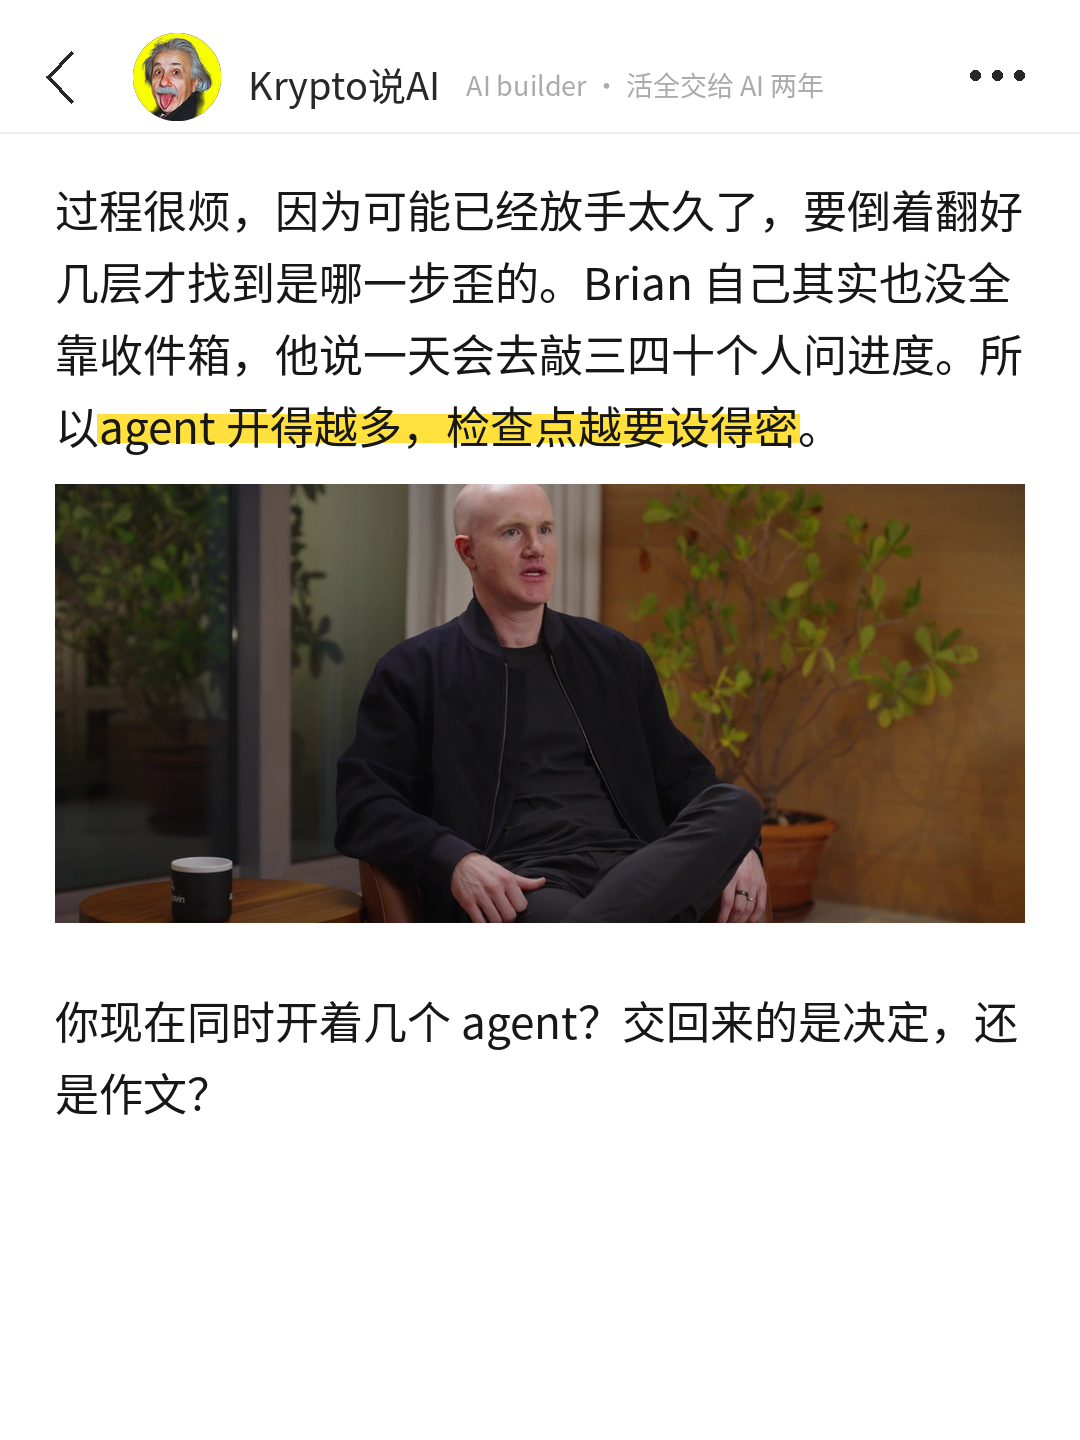 Krypto说AI AI builder · 活全交给 AI 两年
过程很烦，因为可能已经放手太久了，要倒着翻好
几层才找到是哪一步歪的。Brian 自己其实也没全
靠收件箱，他说一天会去敲三四十个人问进度。所
以agent 开得越多，检查点越要设得密。
你现在同时开着几个 agent？交回来的是决定，还
是作文？